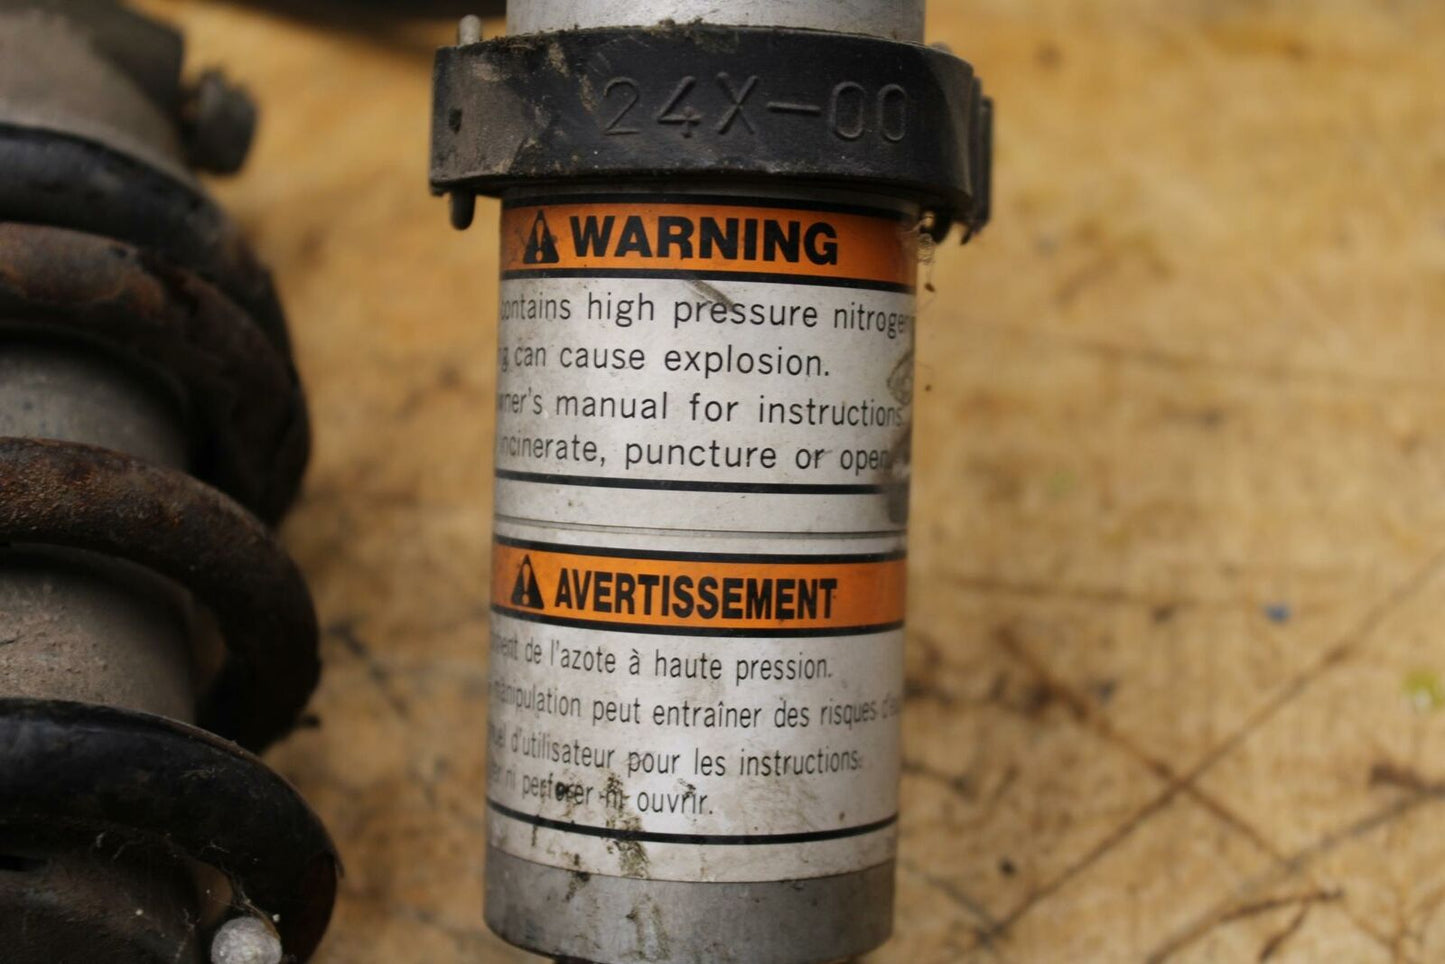 24X-00
WARNING
contains high pressure nitrogen
can cause explosion.
owner's manual for instructions.
incinerate, puncture or open
AVERTISSEMENT
de l'azote à haute pression.
manipulation peut entraîner des risques
d'utilisateur pour les instructions.
ni perforer ni ouvrir.